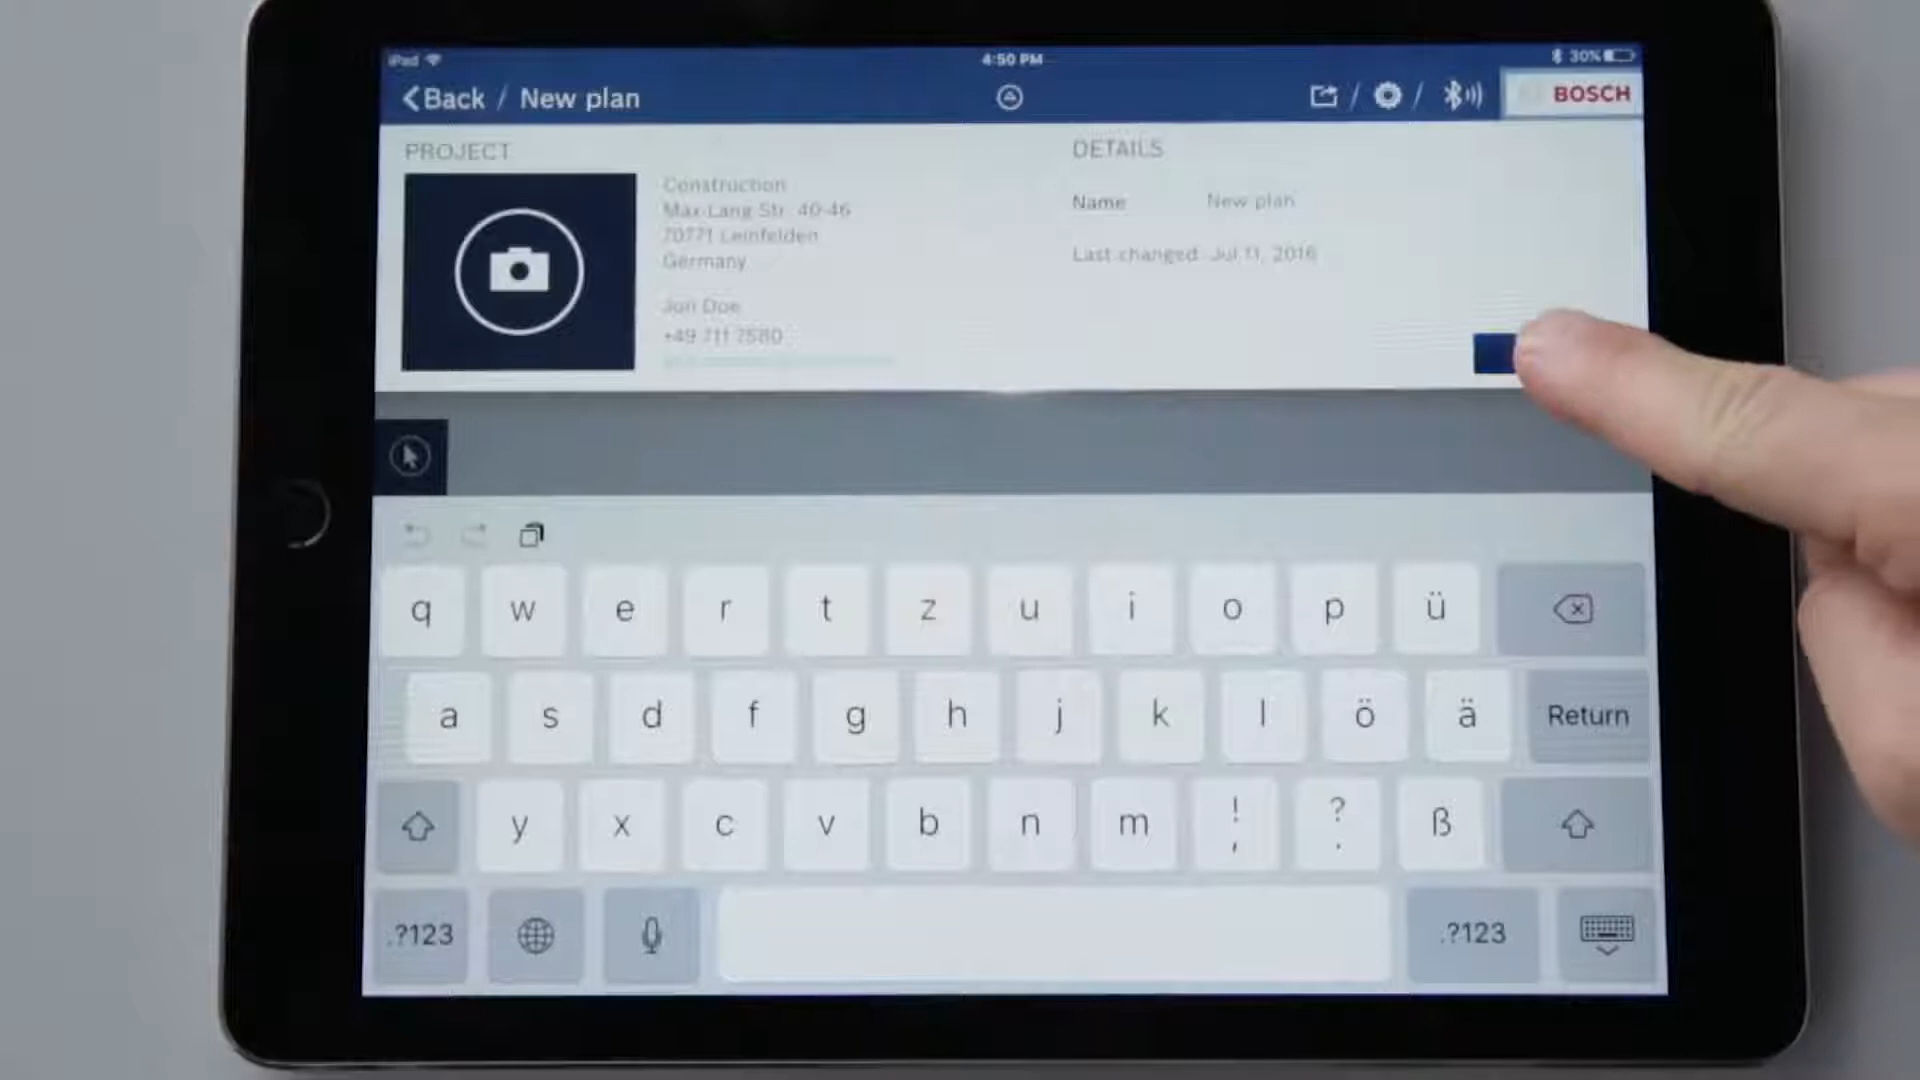 iPad
4:50 PM
30%
Back / New plan
BOSCH
PROJECT
Construction
Max-Lang Str. 40-46
70771 Leinfelden
Germany
Jon Doe
+49 711 7580
DETAILS
Name New plan
Last changed Jul 11, 2016
q w e r t z u i o p ü
a s d f g h j k l ö ä Return
y x c v b n m ! , ? . ß
.?123 .?123